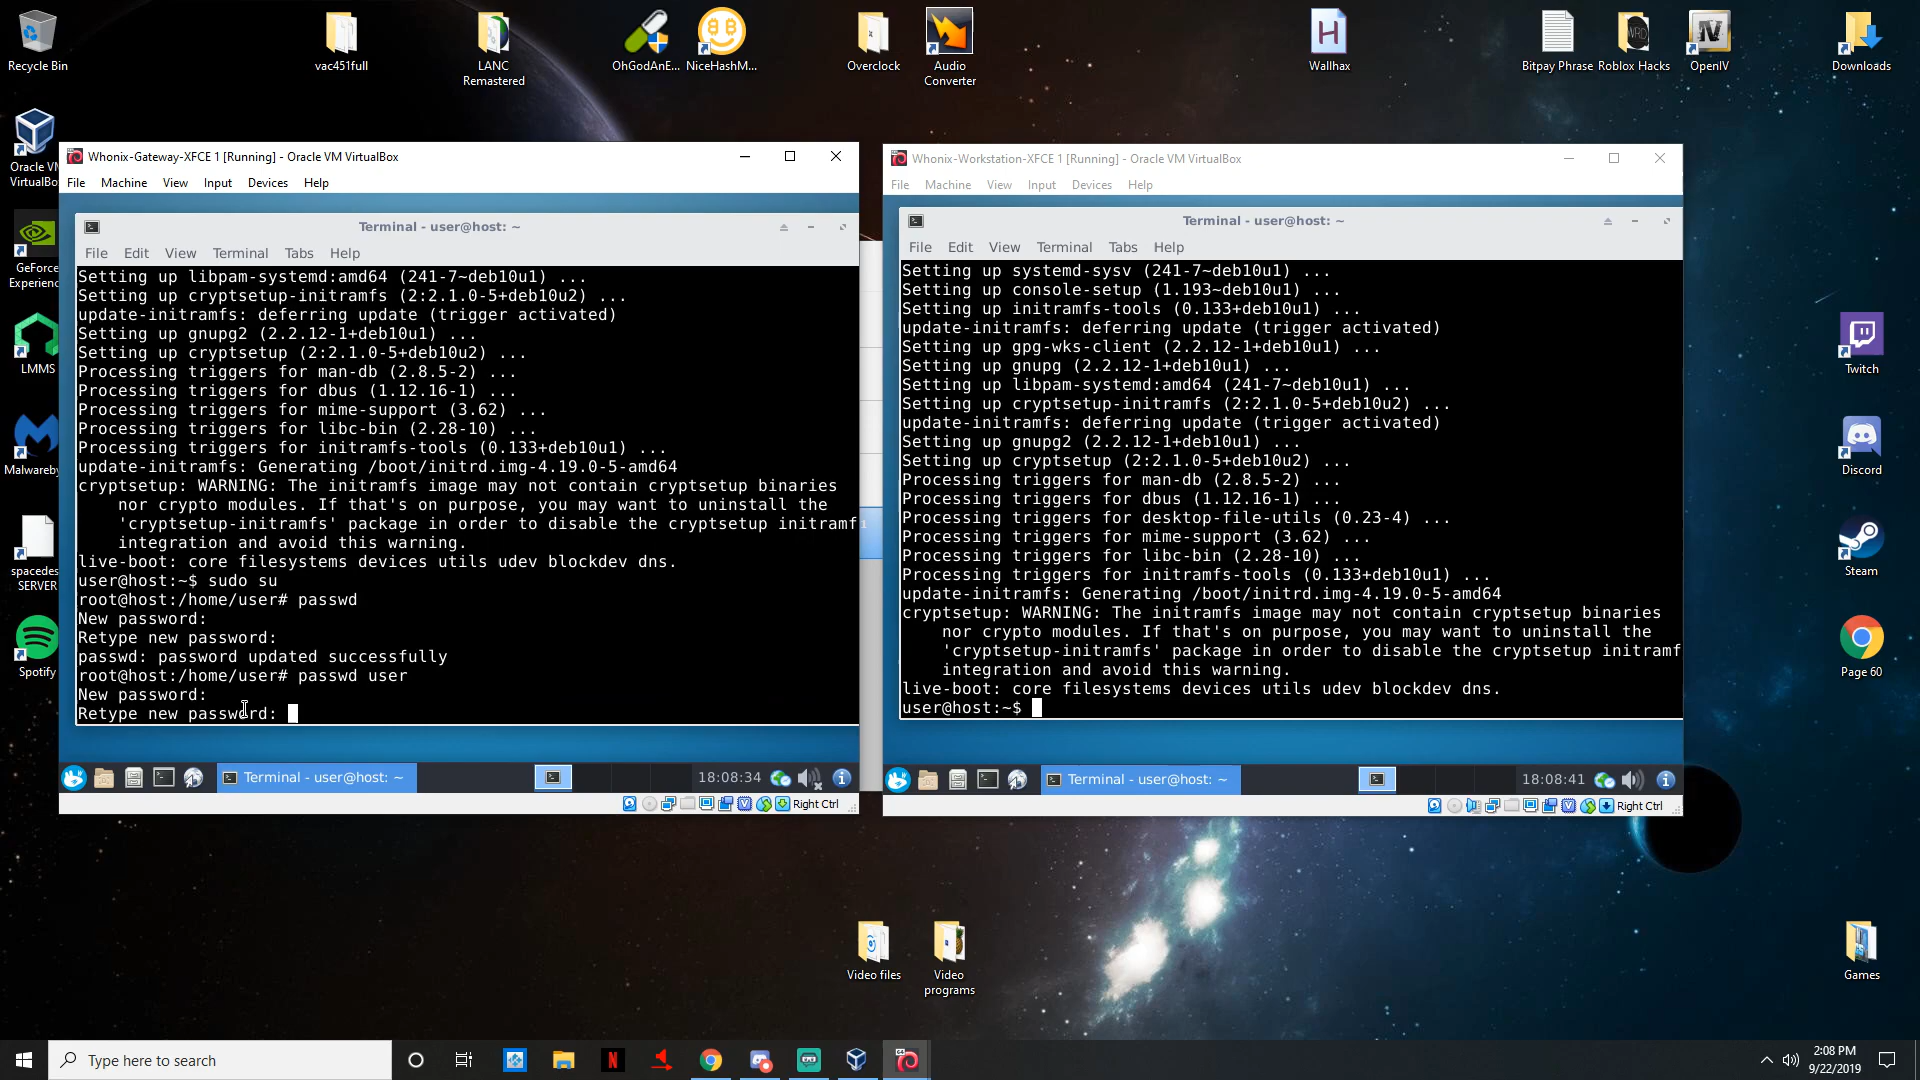 Recycle Bin
vac451full
LANC
Remastered
OhGodAnE...
NiceHashM...
Overclock
Audio
Converter
H
Wallhax
Bitpay Phrase
Roblox Hacks
OpenIV
Downloads
Oracle VM
VirtualBo
GeForce
Experienc
LMMS
Malwareby
spacedes
SERVER
Spotify
Twitch
Discord
Steam
Page 60
Games
Video files
Video
programs
Whonix-Gateway-XFCE 1 [Running] - Oracle VM VirtualBox
File Machine View Input Devices Help
Terminal - user@host: ~
File Edit View Terminal Tabs Help
Setting up libpam-systemd:amd64 (241-7~deb10u1) ...
Setting up cryptsetup-initramfs (2:2.1.0-5+deb10u2) ...
update-initramfs: deferring update (trigger activated)
Setting up gnupg2 (2.2.12-1+deb10u1) ...
Setting up cryptsetup (2:2.1.0-5+deb10u2) ...
Processing triggers for man-db (2.8.5-2) ...
Processing triggers for dbus (1.12.16-1) ...
Processing triggers for mime-support (3.62) ...
Processing triggers for libc-bin (2.28-10) ...
Processing triggers for initramfs-tools (0.133+deb10u1) ...
update-initramfs: Generating /boot/initrd.img-4.19.0-5-amd64
cryptsetup: WARNING: The initramfs image may not contain cryptsetup binaries
nor crypto modules. If that's on purpose, you may want to uninstall the
'cryptsetup-initramfs' package in order to disable the cryptsetup initramf
integration and avoid this warning.
live-boot: core filesystems devices utils udev blockdev dns.
user@host:~$ sudo su
root@host:/home/user# passwd
New password:
Retype new password:
passwd: password updated successfully
root@host:/home/user# passwd user
New password:
Retype new password:
Terminal - user@host: ~
18:08:34
Right Ctrl
Whonix-Workstation-XFCE 1 [Running] - Oracle VM VirtualBox
File Machine View Input Devices Help
Terminal - user@host: ~
File Edit View Terminal Tabs Help
Setting up systemd-sysv (241-7~deb10u1) ...
Setting up console-setup (1.193~deb10u1) ...
Setting up initramfs-tools (0.133+deb10u1) ...
update-initramfs: deferring update (trigger activated)
Setting up gpg-wks-client (2.2.12-1+deb10u1) ...
Setting up gnupg (2.2.12-1+deb10u1) ...
Setting up libpam-systemd:amd64 (241-7~deb10u1) ...
Setting up cryptsetup-initramfs (2:2.1.0-5+deb10u2) ...
update-initramfs: deferring update (trigger activated)
Setting up gnupg2 (2.2.12-1+deb10u1) ...
Setting up cryptsetup (2:2.1.0-5+deb10u2) ...
Processing triggers for man-db (2.8.5-2) ...
Processing triggers for dbus (1.12.16-1) ...
Processing triggers for desktop-file-utils (0.23-4) ...
Processing triggers for mime-support (3.62) ...
Processing triggers for libc-bin (2.28-10) ...
Processing triggers for initramfs-tools (0.133+deb10u1) ...
update-initramfs: Generating /boot/initrd.img-4.19.0-5-amd64
cryptsetup: WARNING: The initramfs image may not contain cryptsetup binaries
nor crypto modules. If that's on purpose, you may want to uninstall the
'cryptsetup-initramfs' package in order to disable the cryptsetup initramf
integration and avoid this warning.
live-boot: core filesystems devices utils udev blockdev dns.
user@host:~$
Terminal - user@host: ~
18:08:41
Right Ctrl
Type here to search
2:08 PM
9/22/2019